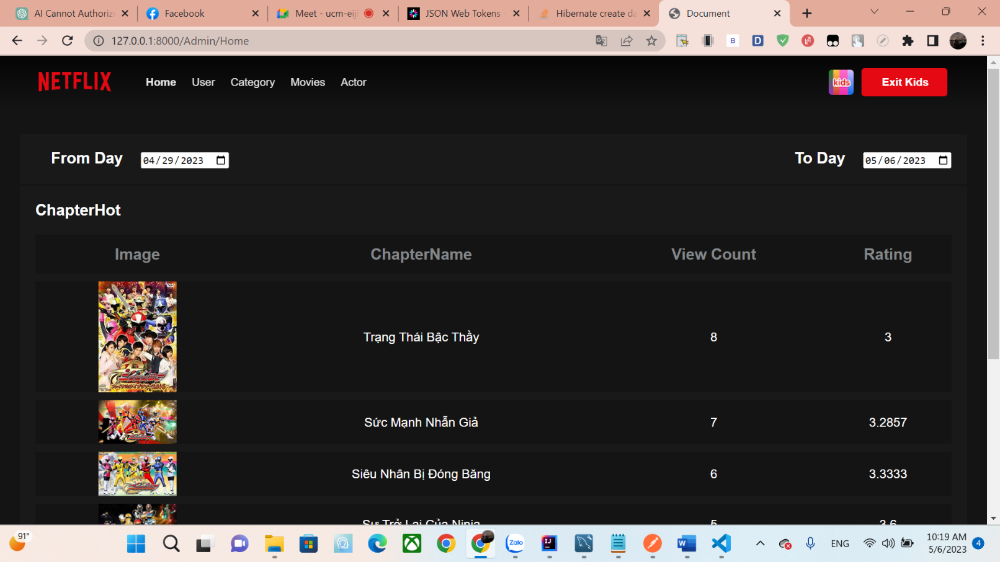 AI Cannot Authoriz
Facebook
Meet - ucm-eij
JSON Web Tokens -
Hibernate create da
Document
127.0.0.1:8000/Admin/Home
NETFLIX
Home
User
Category
Movies
Actor
kids
Exit Kids
From Day
04/29/2023
To Day
05/06/2023
ChapterHot
Image
ChapterName
View Count
Rating
Trạng Thái Bậc Thầy
8
3
Sức Mạnh Nhẫn Giả
7
3.2857
Siêu Nhân Bị Đóng Băng
6
3.3333
Sự Trở Lại Của Ninja
5
3.6
91°
Zalo
ENG
10:19 AM
5/6/2023
4